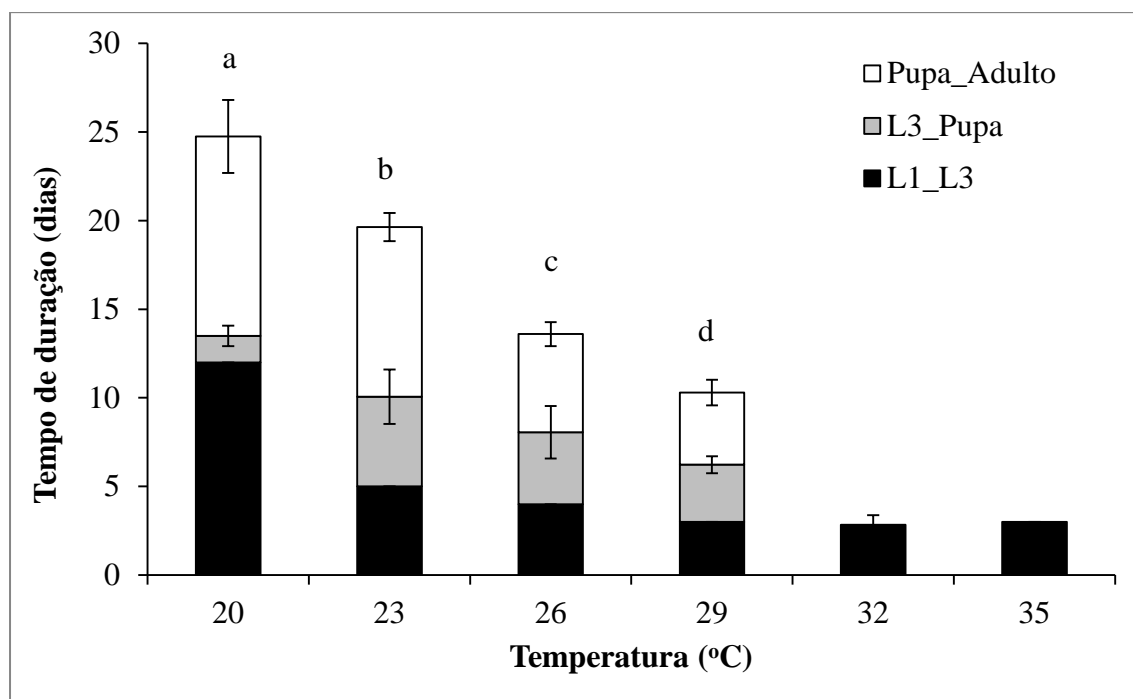 30
25
20
15
10
5
0
Tempo de duração (dias)
a
b
c
d
Pupa_Adulto
L3_Pupa
L1_L3
20 23 26 29 32 35
Temperatura (ºC)